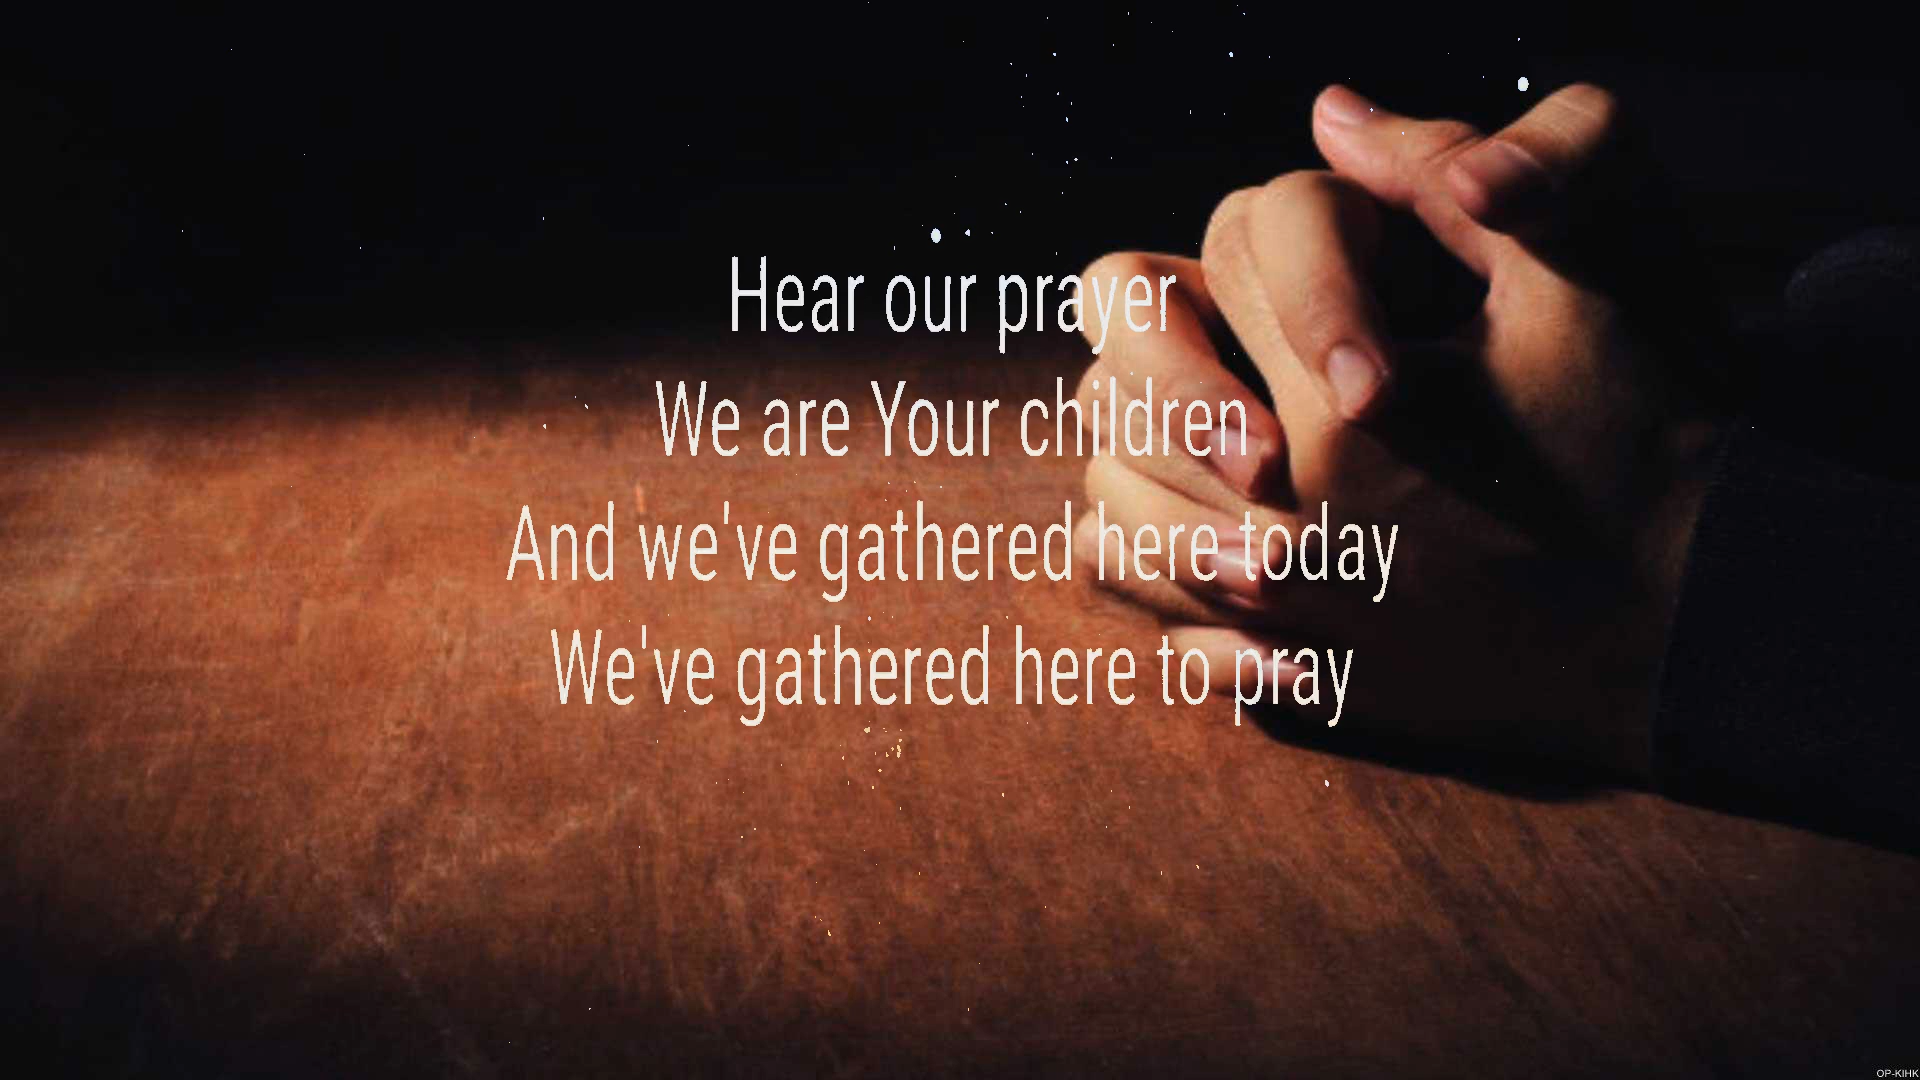 Hear our prayer
We are Your children
And we've gathered here today
We've gathered here to pray
OP-KIHK